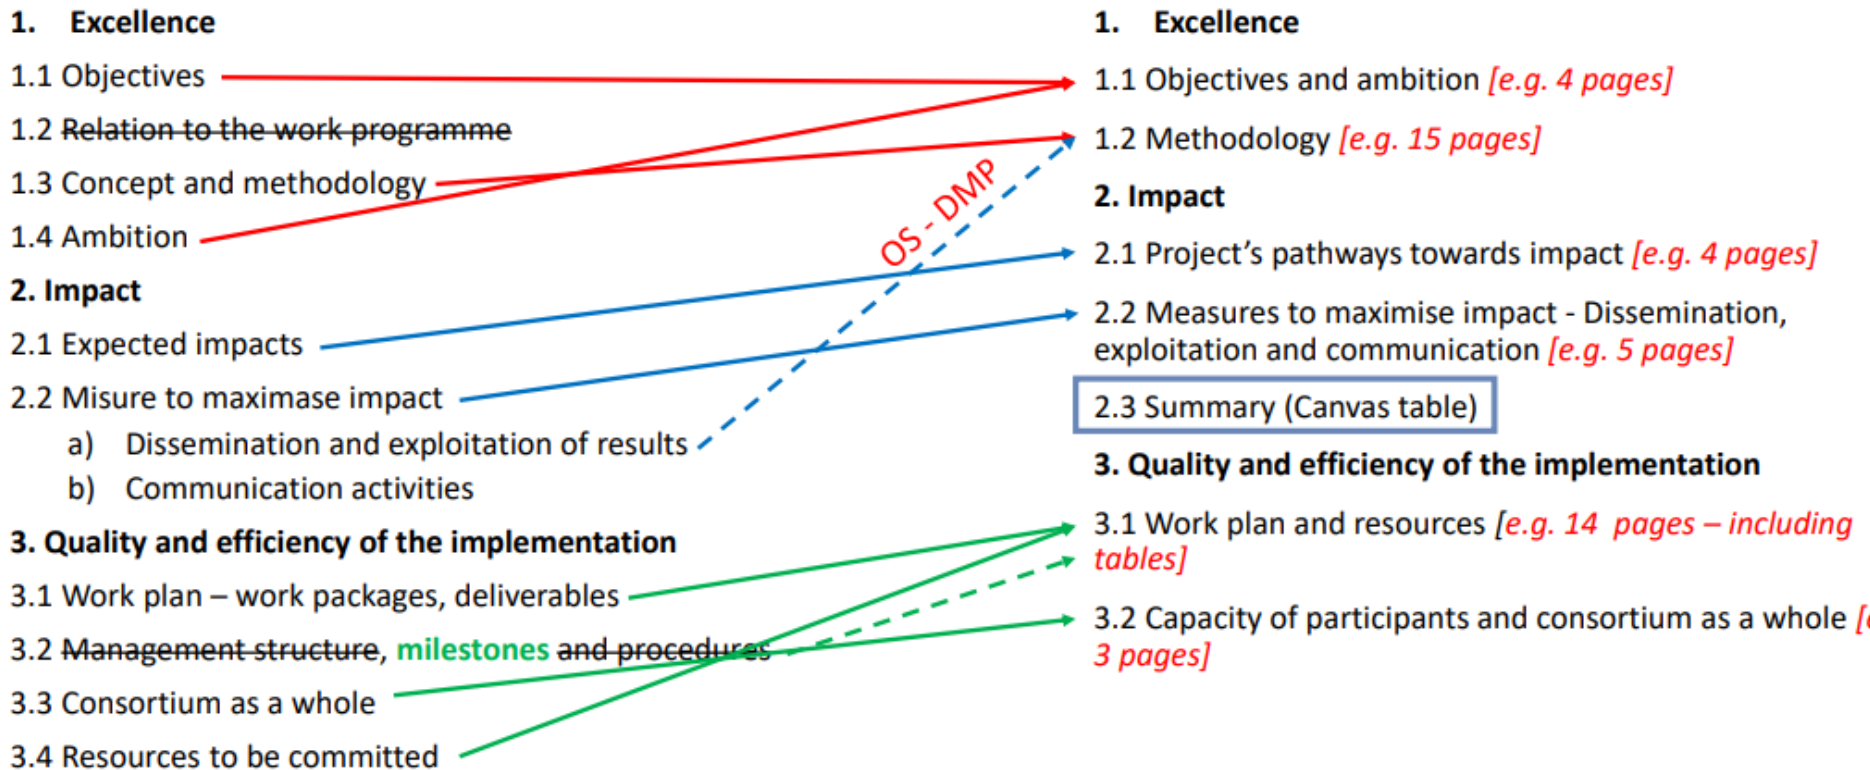 1. Excellence
1.1 Objectives
1.2 Relation to the work programme
1.3 Concept and methodology
1.4 Ambition
2. Impact
2.1 Expected impacts
2.2 Misure to maximase impact
a) Dissemination and exploitation of results
b) Communication activities
3. Quality and efficiency of the implementation
3.1 Work plan – work packages, deliverables
3.2 Management structure, milestones and procedures
3.3 Consortium as a whole
3.4 Resources to be committed
OS - DMP
1. Excellence
1.1 Objectives and ambition [e.g. 4 pages]
1.2 Methodology [e.g. 15 pages]
2. Impact
2.1 Project’s pathways towards impact [e.g. 4 pages]
2.2 Measures to maximise impact - Dissemination,
exploitation and communication [e.g. 5 pages]
2.3 Summary (Canvas table)
3. Quality and efficiency of the implementation
3.1 Work plan and resources [e.g. 14 pages – including
tables]
3.2 Capacity of participants and consortium as a whole [
3 pages]